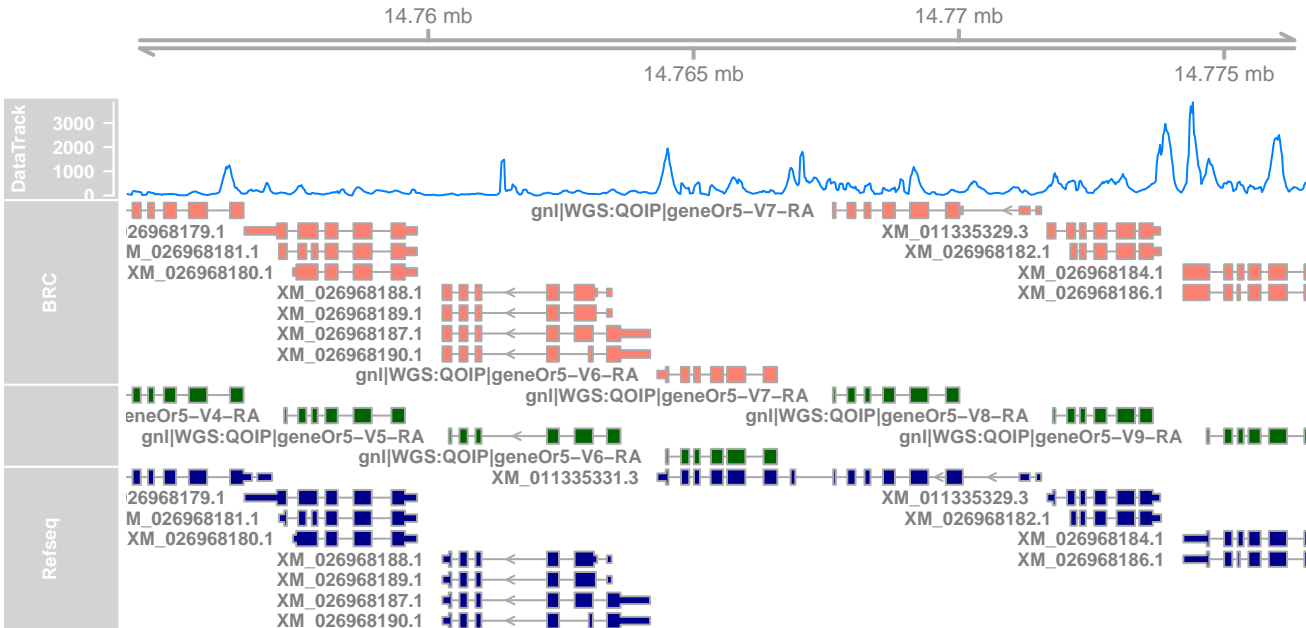 14.76 mb
14.77 mb
14.765 mb
14.775 mb
DataTrack
3000
2000
1000
0
BRC
gnl|WGS:QOIP|geneOr5−V7−RA
026968179.1
XM_011335329.3
M_026968181.1
XM_026968182.1
XM_026968180.1
XM_026968184.1
XM_026968188.1
XM_026968186.1
XM_026968189.1
XM_026968187.1
XM_026968190.1
gnl|WGS:QOIP|geneOr5−V6−RA
gnl|WGS:QOIP|geneOr5−V7−RA
eneOr5−V4−RA
gnl|WGS:QOIP|geneOr5−V8−RA
gnl|WGS:QOIP|geneOr5−V5−RA
gnl|WGS:QOIP|geneOr5−V9−RA
gnl|WGS:QOIP|geneOr5−V6−RA
Refseq
XM_011335331.3
026968179.1
XM_011335329.3
M_026968181.1
XM_026968182.1
XM_026968180.1
XM_026968184.1
XM_026968188.1
XM_026968186.1
XM_026968189.1
XM_026968187.1
XM_026968190.1